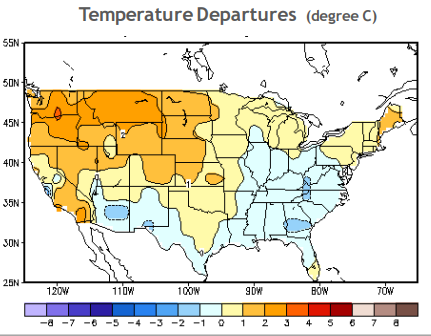 Temperature Departures (degree C)
55N
50N
45N
2
40N
1
35N
30N
25N
120W 110W 100W 90W 80W 70W
-8 -7 -6 -5 -4 -3 -2 -1 0 1 2 3 4 5 6 7 8